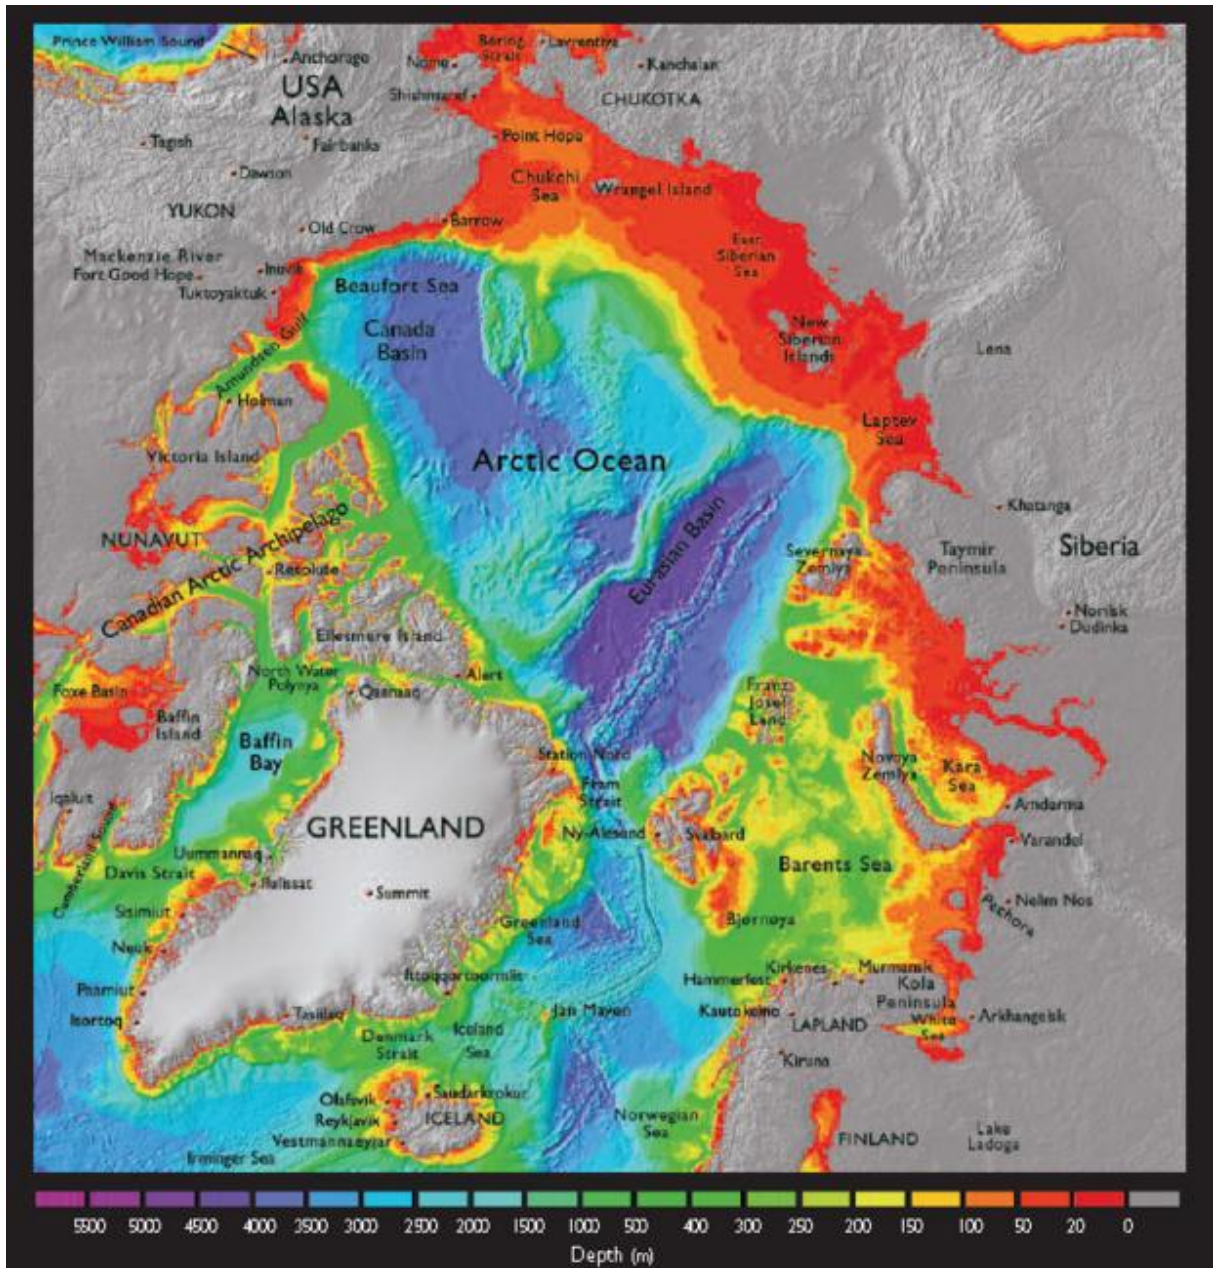 Prince William Sound
Anchorage
USA
Alaska
Nome
Bering
Strait
Lavrentiya
Kanchalan
Shishmaref
CHUKOTKA
Tagish
Fairbanks
Point Hope
Dawson
Chukchi
Sea
Wrangel Island
YUKON
Old Crow
Barrow
East
Siberian
Sea
Mackenzie River
Fort Good Hope
Inuvik
Tuktoyaktuk
Beaufort Sea
Canada
Basin
New
Siberian
Islands
Lena
Amundsen Gulf
Holman
Laptev
Sea
Victoria Island
Arctic Ocean
Khatanga
NUNAVUT
Canadian Arctic Archipelago
Resolute
Eurasian Basin
Severnaya
Zemlya
Taymir
Peninsula
Siberia
Norilsk
Dudinka
Ellesmere Island
Alert
North Water
Polynya
Qaanaaq
Foxe Basin
Baffin
Island
Baffin
Bay
Franz
Josef
Land
Station Nord
Fram
Strait
Novaya
Zemlya
Kara
Sea
Iqaluit
Amderma
GREENLAND
Ny-Alesund
Svalbard
Varandei
Cumberland Sound
Davis Strait
Uummannaq
Barents Sea
Ilulissat
Summit
Sisimiut
Greenland
Sea
Bjørnøya
Pechora
Nelm Nos
Nuuk
Ittoqqortoormiit
Hammerfest
Kirkenes
Murmansk
Kola
Peninsula
Paamiut
Isortoq
Tasiilaq
Jan Mayen
Kautokeino
LAPLAND
White
Sea
Arkhangelsk
Denmark
Strait
Iceland
Sea
Kiruna
Olafsvik
Saudarkrokur
Reykjavik
ICELAND
Vestmannaeyjar
Norwegian
Sea
FINLAND
Lake
Ladoga
Irminger Sea
5500 5000 4500 4000 3500 3000 2500 2000 1500 1000 500 400 300 250 200 150 100 50 20 0
Depth (m)